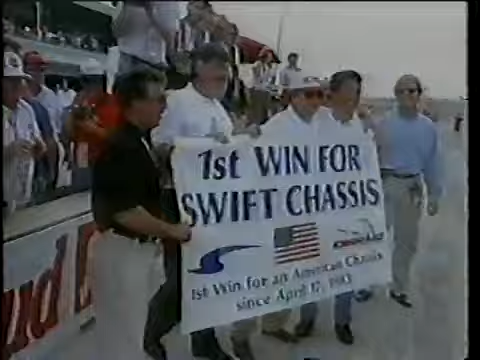 1st WIN FOR
SWIFT CHASSIS
1st Win for an American Chassis
since April 17, 1983